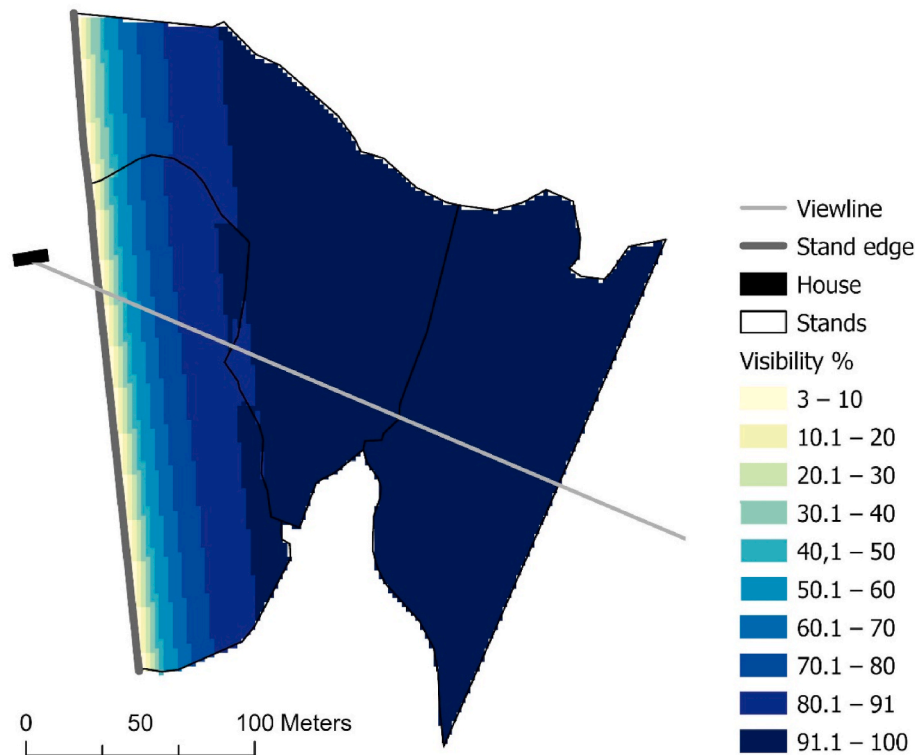 Viewline
Stand edge
House
Stands
Visibility %
3 – 10
10.1 – 20
20.1 – 30
30.1 – 40
40,1 – 50
50.1 – 60
60.1 – 70
70.1 – 80
80.1 – 91
91.1 – 100
0 50 100 Meters